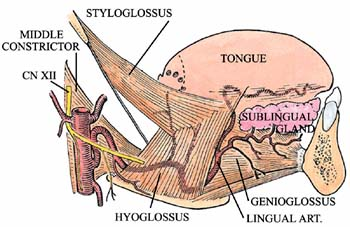 STYLOGLOSSUS
MIDDLE
CONSTRICTOR
CN XII
TONGUE
SUBLINGUAL
GLAND
GENIOGLOSSUS
HYOGLOSSUS
LINGUAL ART.